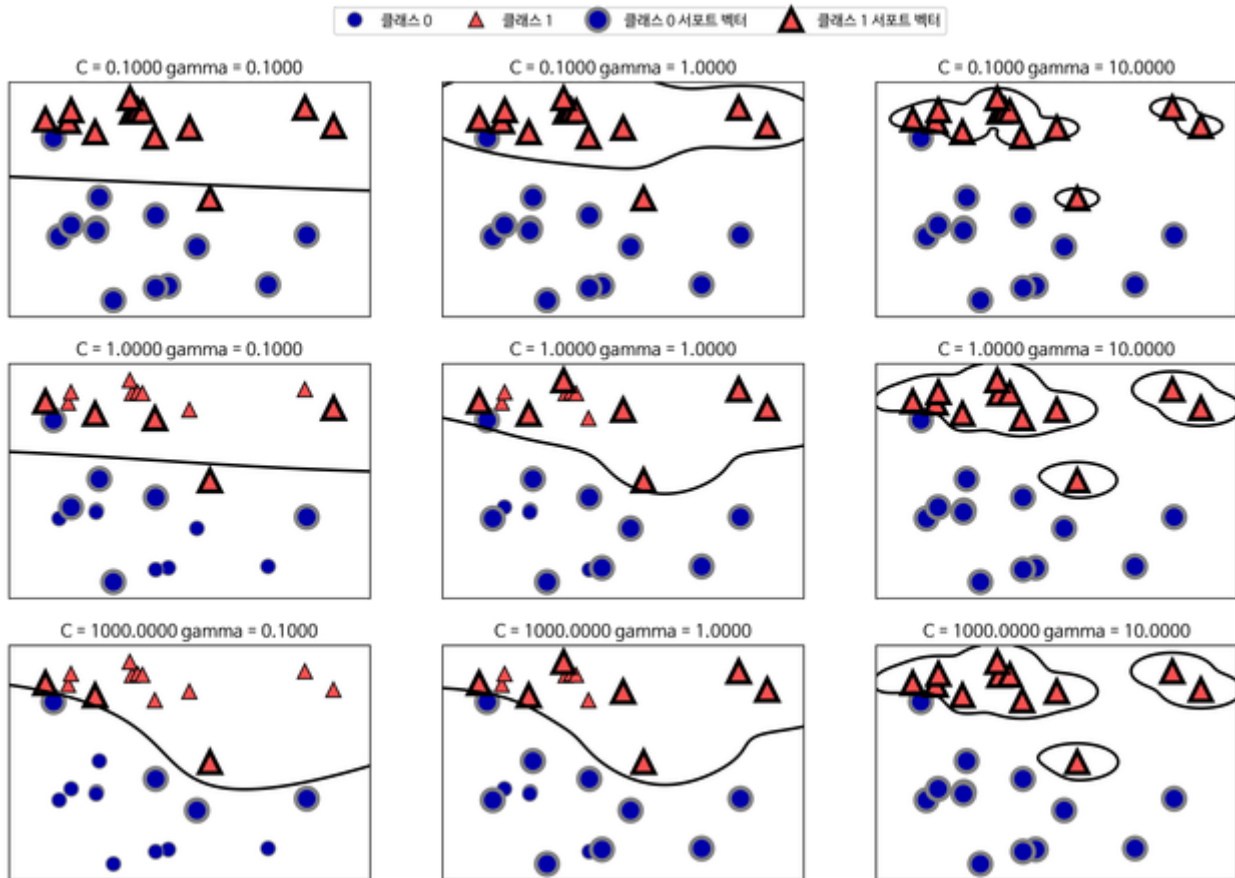 클래스 0 클래스 1 클래스 0 서포트 벡터 클래스 1 서포트 벡터
C = 0.1000 gamma = 0.1000
C = 0.1000 gamma = 1.0000
C = 0.1000 gamma = 10.0000
C = 1.0000 gamma = 0.1000
C = 1.0000 gamma = 1.0000
C = 1.0000 gamma = 10.0000
C = 1000.0000 gamma = 0.1000
C = 1000.0000 gamma = 1.0000
C = 1000.0000 gamma = 10.0000